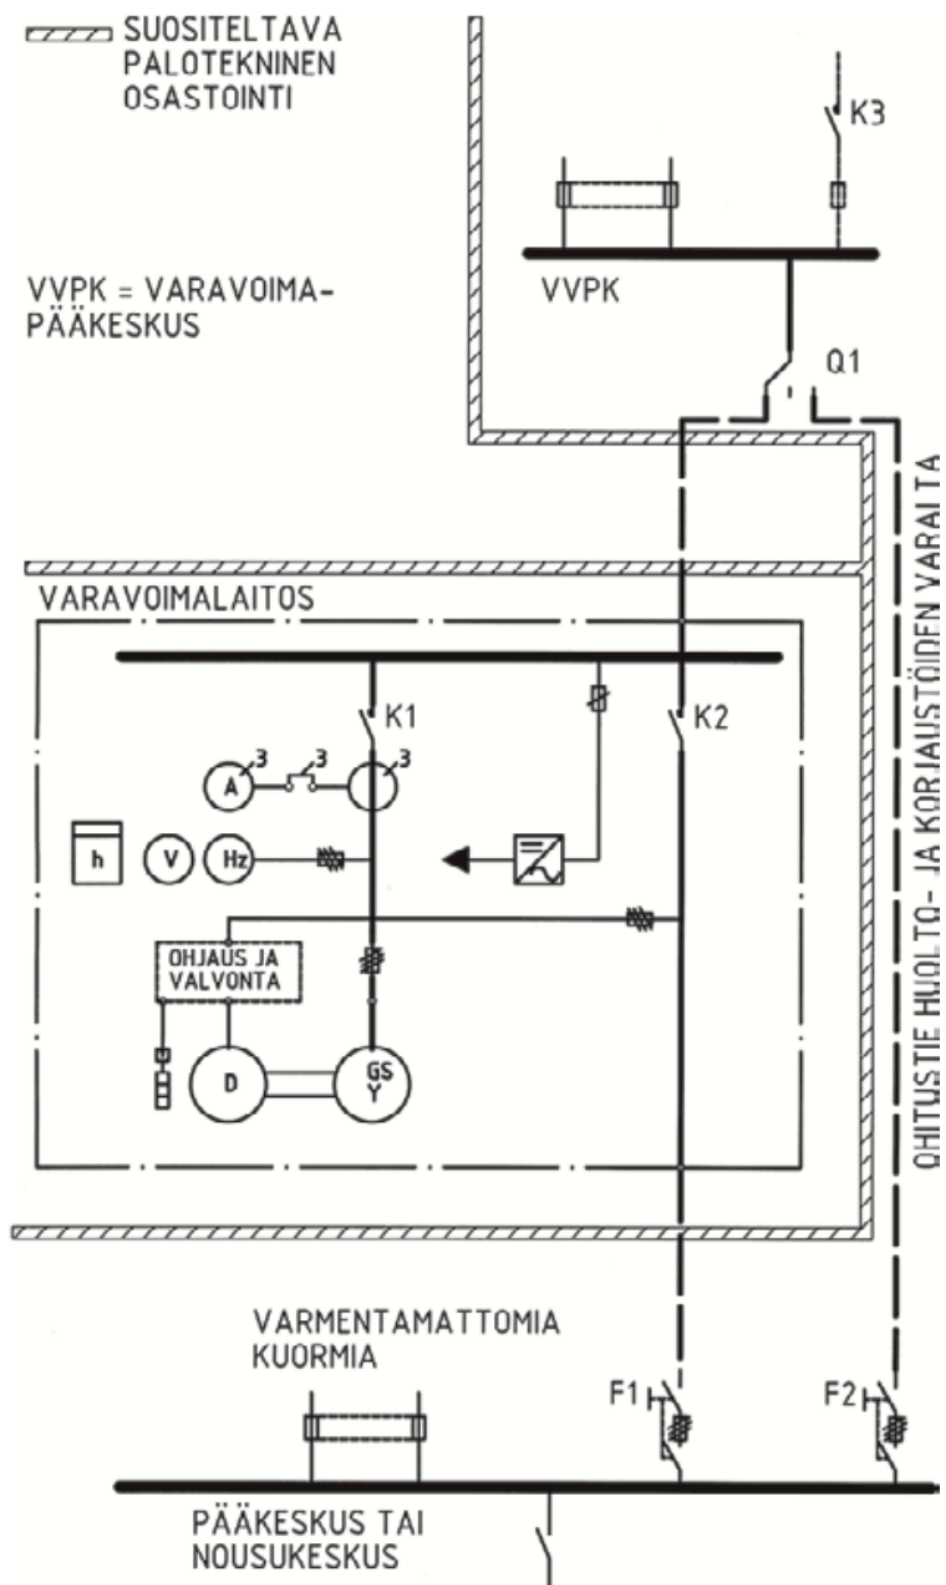 SUOSITELTAVA
PALOTEKNINEN
OSASTOINTI
K3
VVPK = VARAVOIMA-
PÄÄKESKUS
VVPK
Q1
OHITUSTIE HUOLTO- JA KORJAUSTÖIDEN VARALTA
VARAVOIMALAITOS
K1
K2
3
3
3
A
h
V
Hz
OHJAUS JA
VALVONTA
D
GS
Y
VARMENTAMATTOMIA
KUORMIA
F1
F2
PÄÄKESKUS TAI
NOUSUKESKUS